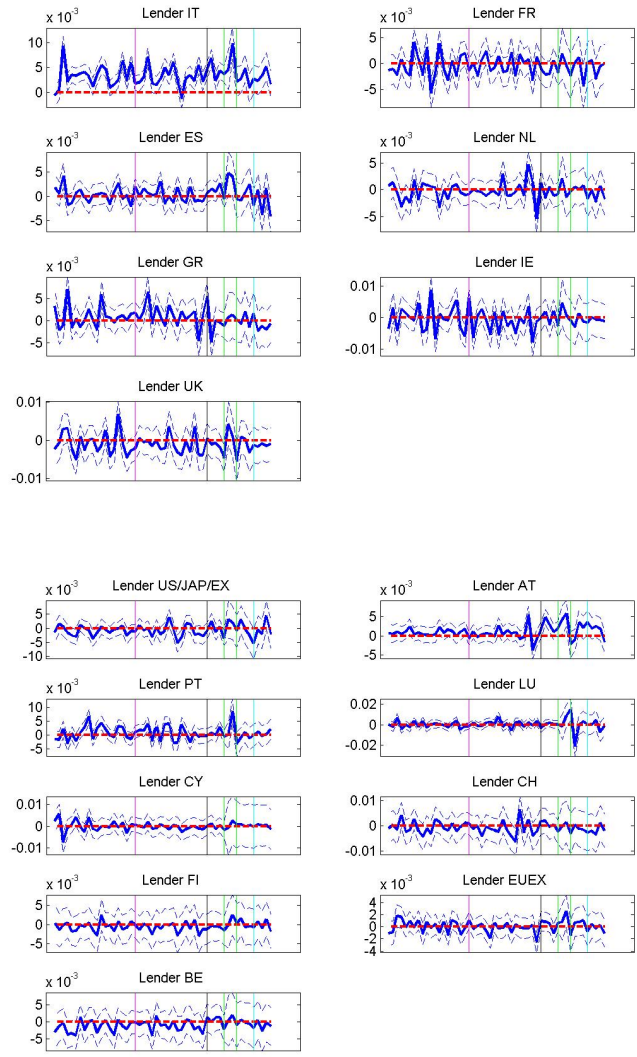 Lender IT
x 10^-3
10
5
0
Lender FR
x 10^-3
5
0
-5
Lender ES
x 10^-3
5
0
-5
Lender NL
x 10^-3
5
0
-5
Lender GR
x 10^-3
5
0
-5
Lender IE
0.01
0
-0.01
Lender UK
0.01
0
-0.01
Lender US/JAP/EX
x 10^-3
5
0
-5
-10
Lender AT
x 10^-3
5
0
-5
Lender PT
x 10^-3
10
5
0
-5
Lender LU
0.02
0
-0.02
Lender CY
0.01
0
-0.01
Lender CH
0.01
0
-0.01
Lender FI
x 10^-3
5
0
-5
Lender EUEX
x 10^-3
4
2
0
-2
-4
Lender BE
x 10^-3
5
0
-5